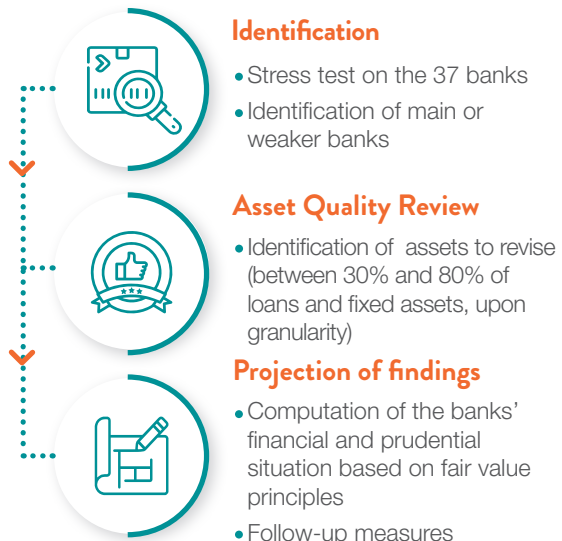 Identification
• Stress test on the 37 banks
• Identification of main or
weaker banks
Asset Quality Review
• Identification of assets to revise
(between 30% and 80% of
loans and fixed assets, upon
granularity)
Projection of findings
• Computation of the banks’
financial and prudential
situation based on fair value
principles
• Follow-up measures